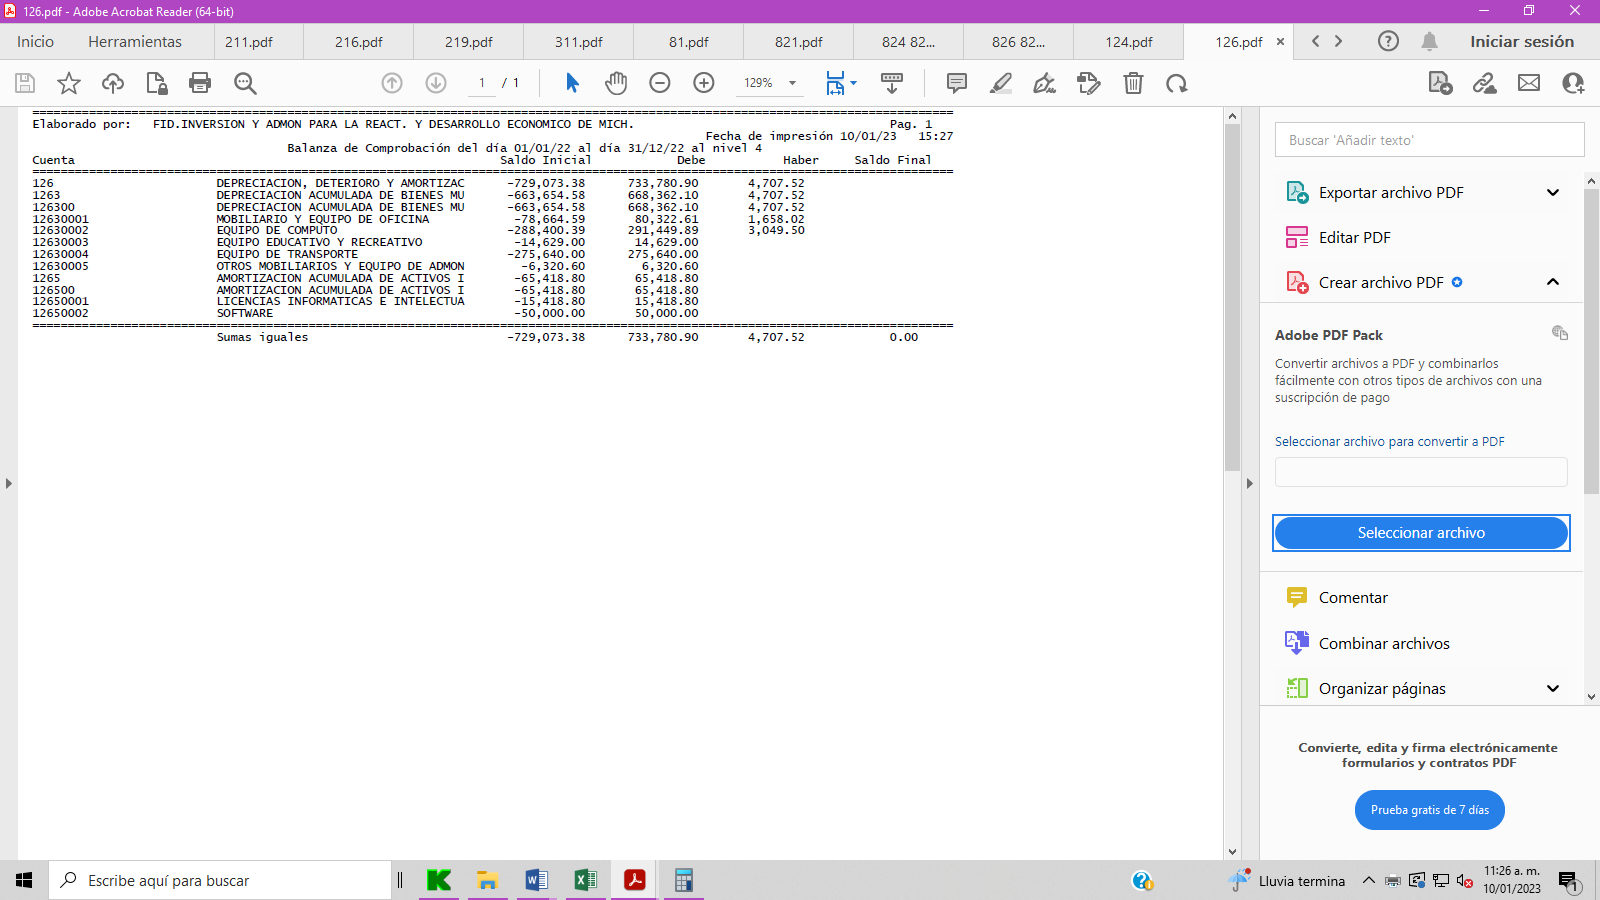 126.pdf - Adobe Acrobat Reader (64-bit)
Inicio Herramientas 211.pdf 216.pdf 219.pdf 311.pdf 81.pdf 821.pdf 824 82... 826 82... 124.pdf 126.pdf × ? Iniciar sesión
1 / 1 129%
Elaborado por: FID.INVERSION Y ADMON PARA LA REACT. Y DESARROLLO ECONOMICO DE MICH. Pag. 1
Fecha de impresión 10/01/23 15:27
Balanza de Comprobación del día 01/01/22 al día 31/12/22 al nivel 4
Cuenta Saldo Inicial Debe Haber Saldo Final
126 DEPRECIACION, DETERIORO Y AMORTIZAC -729,073.38 733,780.90 4,707.52
1263 DEPRECIACION ACUMULADA DE BIENES MU -663,654.58 668,362.10 4,707.52
126300 DEPRECIACION ACUMULADA DE BIENES MU -663,654.58 668,362.10 4,707.52
12630001 MOBILIARIO Y EQUIPO DE OFICINA -78,664.59 80,322.61 1,658.02
12630002 EQUIPO DE COMPUTO -288,400.39 291,449.89 3,049.50
12630003 EQUIPO EDUCATIVO Y RECREATIVO -14,629.00 14,629.00
12630004 EQUIPO DE TRANSPORTE -275,640.00 275,640.00
12630005 OTROS MOBILIARIOS Y EQUIPO DE ADMON -6,320.60 6,320.60
1265 AMORTIZACION ACUMULADA DE ACTIVOS I -65,418.80 65,418.80
126500 AMORTIZACION ACUMULADA DE ACTIVOS I -65,418.80 65,418.80
12650001 LICENCIAS INFORMATICAS E INTELECTUA -15,418.80 15,418.80
12650002 SOFTWARE -50,000.00 50,000.00
Sumas iguales -729,073.38 733,780.90 4,707.52 0.00
Buscar 'Añadir texto'
Exportar archivo PDF
Editar PDF
Crear archivo PDF
Adobe PDF Pack
Convertir archivos a PDF y combinarlos
fácilmente con otros tipos de archivos con una
suscripción de pago
Seleccionar archivo para convertir a PDF
Seleccionar archivo
Comentar
Combinar archivos
Organizar páginas
Convierte, edita y firma electrónicamente
formularios y contratos PDF
Prueba gratis de 7 días
Escribe aquí para buscar
Lluvia termina
11:26 a. m.
10/01/2023
1